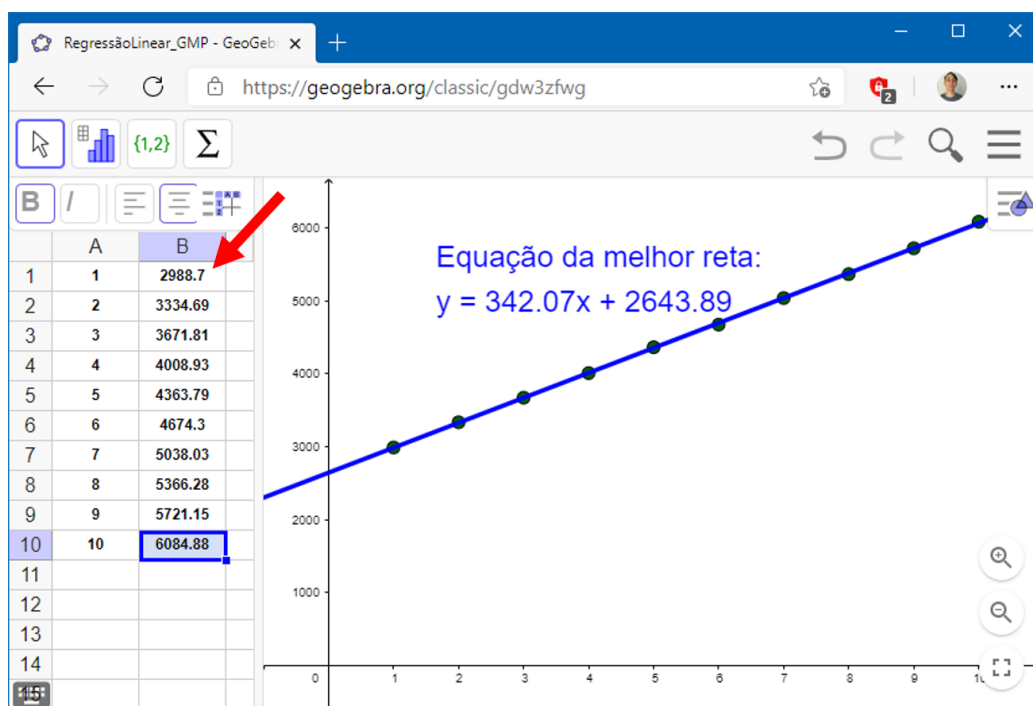 RegressãoLinear_GMP - GeoGeb
https://geogebra.org/classic/gdw3zfwg
2
{1,2}
Σ
B I
A B
1 1 2988.7
2 2 3334.69
3 3 3671.81
4 4 4008.93
5 5 4363.79
6 6 4674.3
7 7 5038.03
8 8 5366.28
9 9 5721.15
10 10 6084.88
11
12
13
14
15
Equação da melhor reta:
y = 342.07x + 2643.89
6000
5000
4000
3000
2000
1000
0 1 2 3 4 5 6 7 8 9